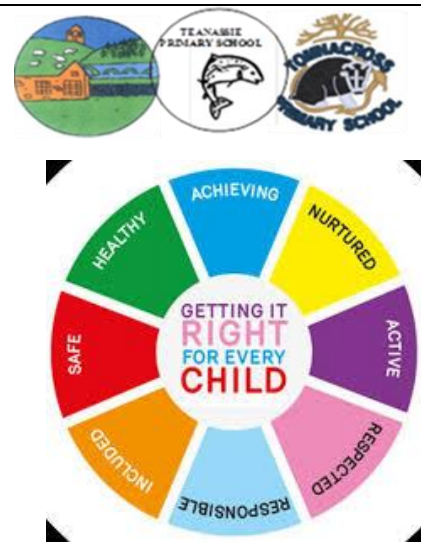 TEANASSIE
PRIMARY SCHOOL
TOMNACROSS
PRIMARY SCHOOL
ACHIEVING
NURTURED
ACTIVE
RESPECTED
RESPONSIBLE
INCLUDED
SAFE
HEALTHY
GETTING IT
RIGHT
FOR EVERY
CHILD